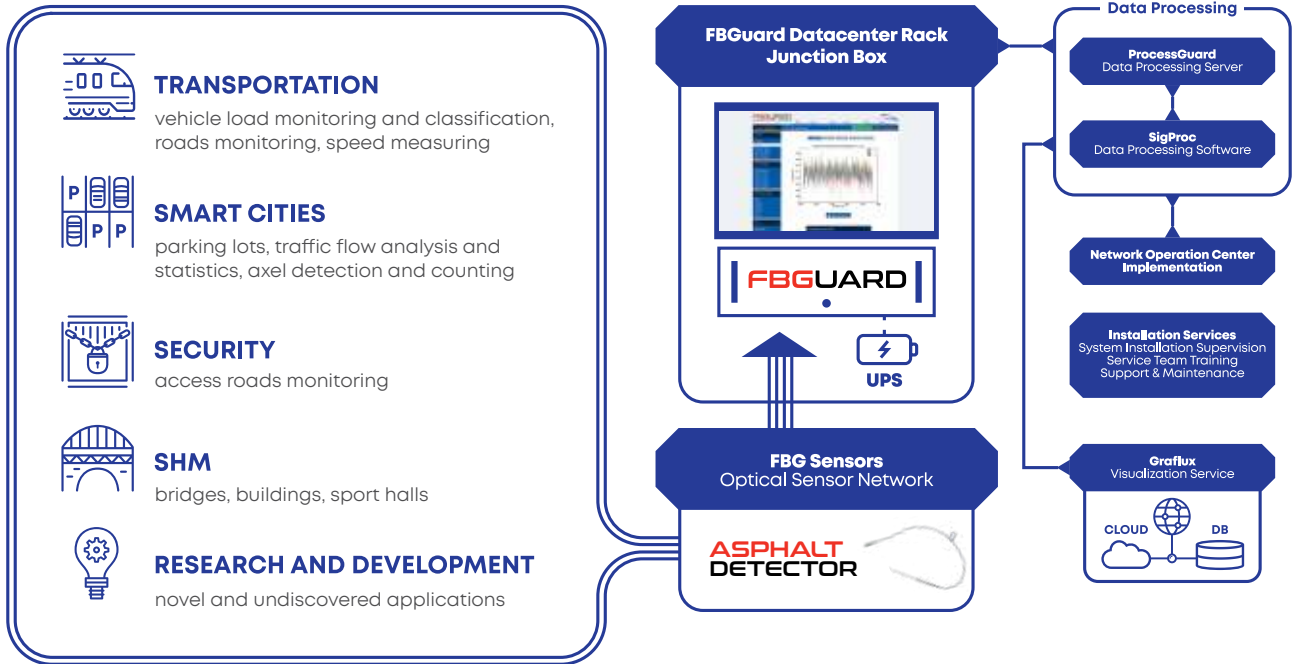 TRANSPORTATION
vehicle load monitoring and classification,
roads monitoring, speed measuring
P
P P
SMART CITIES
parking lots, traffic flow analysis and
statistics, axel detection and counting
SECURITY
access roads monitoring
SHM
bridges, buildings, sport halls
RESEARCH AND DEVELOPMENT
novel and undiscovered applications
FBGuard Datacenter Rack
Junction Box
FBGUARD
UPS
FBG Sensors
Optical Sensor Network
ASPHALT
DETECTOR
Data Processing
ProcessGuard
Data Processing Server
SigProc
Data Processing Software
Network Operation Center
Implementation
Installation Services
System Installation Supervision
Service Team Training
Support & Maintenance
Graflux
Visualization Service
CLOUD
DB